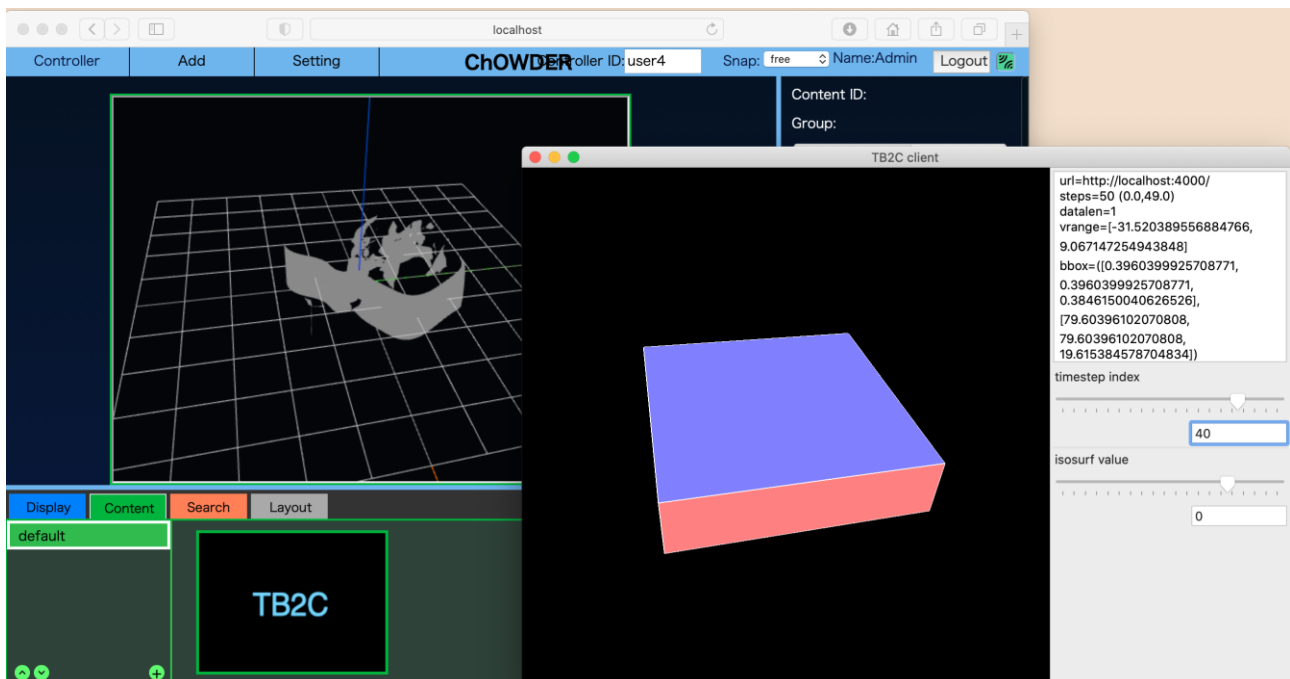 localhost
Controller
Add
Setting
ChOWDER
roller ID:
user4
Snap:
free
Name:Admin
Logout
Content ID:
Group:
TB2C client
url=http://localhost:4000/
steps=50 (0.0,49.0)
datalen=1
vrange=[-31.520389556884766,
9.067147254943848]
bbox=([0.3960399925708771,
0.3960399925708771,
0.3846150040626526],
[79.60396102070808,
79.60396102070808,
19.615384578704834])
timestep index
40
isosurf value
0
Display
Content
Search
Layout
default
TB2C